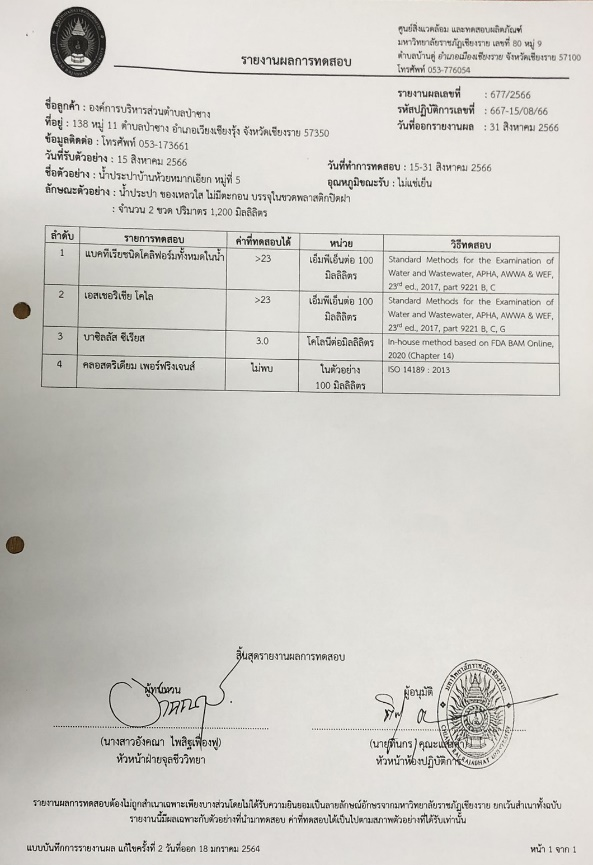 ศูนย์สิ่งแวดล้อม และทดสอบผลิตภัณฑ์
มหาวิทยาลัยราชภัฏเชียงราย เลขที่ 80 หมู่ 9
ตำบลบ้านดู่ อำเภอเมืองเชียงราย จังหวัดเชียงราย 57100
โทรศัพท์ 053-776054
รายงานผลการทดสอบ
รายงานผลเลขที่ : 677/2566
รหัสปฏิบัติการเลขที่ : 667-15/08/66
วันที่ออกรายงานผล : 31 สิงหาคม 2566
ชื่อลูกค้า : องค์การบริหารส่วนตำบลป่าซาง
ที่อยู่ : 138 หมู่ 11 ตำบลป่าซาง อำเภอเวียงเชียงรุ้ง จังหวัดเชียงราย 57350
ข้อมูลติดต่อ : โทรศัพท์ 053-173661
วันที่รับตัวอย่าง : 15 สิงหาคม 2566 วันที่ทำการทดสอบ : 15-31 สิงหาคม 2566
ชื่อตัวอย่าง : น้ำประปาบ้านห้วยหมากเอียก หมู่ที่ 5 อุณหภูมิขณะรับ : ไม่แช่เย็น
ลักษณะตัวอย่าง : น้ำประปา ของเหลวใส ไม่มีตะกอน บรรจุในขวดพลาสติกปิดฝา
: จำนวน 2 ขวด ปริมาตร 1,200 มิลลิลิตร
ลำดับ รายการทดสอบ ค่าที่ทดสอบได้ หน่วย วิธีทดสอบ
1 แบคทีเรียชนิดโคลิฟอร์มทั้งหมดในน้ำ >23 เอ็มพีเอ็นต่อ 100 Standard Methods for the Examination of
มิลลิลิตร Water and Wastewater, APHA, AWWA & WEF,
23rd ed., 2017, part 9221 B, C
2 เอสเชอริเชีย โคไล >23 เอ็มพีเอ็นต่อ 100 Standard Methods for the Examination of
มิลลิลิตร Water and Wastewater, APHA, AWWA & WEF,
23rd ed., 2017, part 9221 B, C, G
3 บาซิลลัส ซีเรียส 3.0 โคโลนีต่อมิลลิลิตร In-house method based on FDA BAM Online,
2020 (Chapter 14)
4 คลอสตริเดียม เพอร์ฟริงเจนส์ ไม่พบ ในตัวอย่าง ISO 14189 : 2013
100 มิลลิลิตร
สิ้นสุดรายงานผลการทดสอบ
ผู้ทบทวน ผู้อนุมัติ
(นางสาวอังคณา ไพสิฐเฟื่องฟู) (นายทินกร
หัวหน้าฝ่ายจุลชีววิทยา หัวหน้าห้องปฏิบัติการ
รายงานผลการทดสอบต้องไม่ถูกสำเนาเฉพาะเพียงบางส่วนโดยไม่ได้รับความยินยอมเป็นลายลักษณ์อักษรจากมหาวิทยาลัยราชภัฏเชียงราย ยกเว้นสำเนาทั้งฉบับ
รายงานนี้มีผลเฉพาะกับตัวอย่างที่นำมาทดสอบ ค่าที่ทดสอบได้เป็นไปตามสภาพตัวอย่างที่ได้รับเท่านั้น
แบบบันทึกการรายงานผล แก้ไขครั้งที่ 2 วันที่ออก 18 มกราคม 2564 หน้า 1 จาก 1